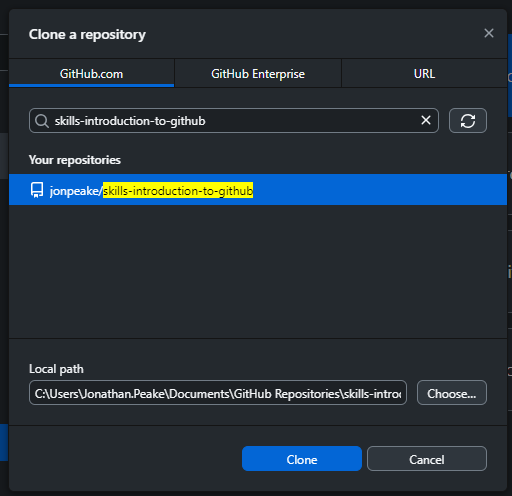 Clone a repository
GitHub.com GitHub Enterprise URL
skills-introduction-to-github
Your repositories
jonpeake/skills-introduction-to-github
Local path
C:\Users\Jonathan.Peake\Documents\GitHub Repositories\skills-introd
Choose...
Clone Cancel